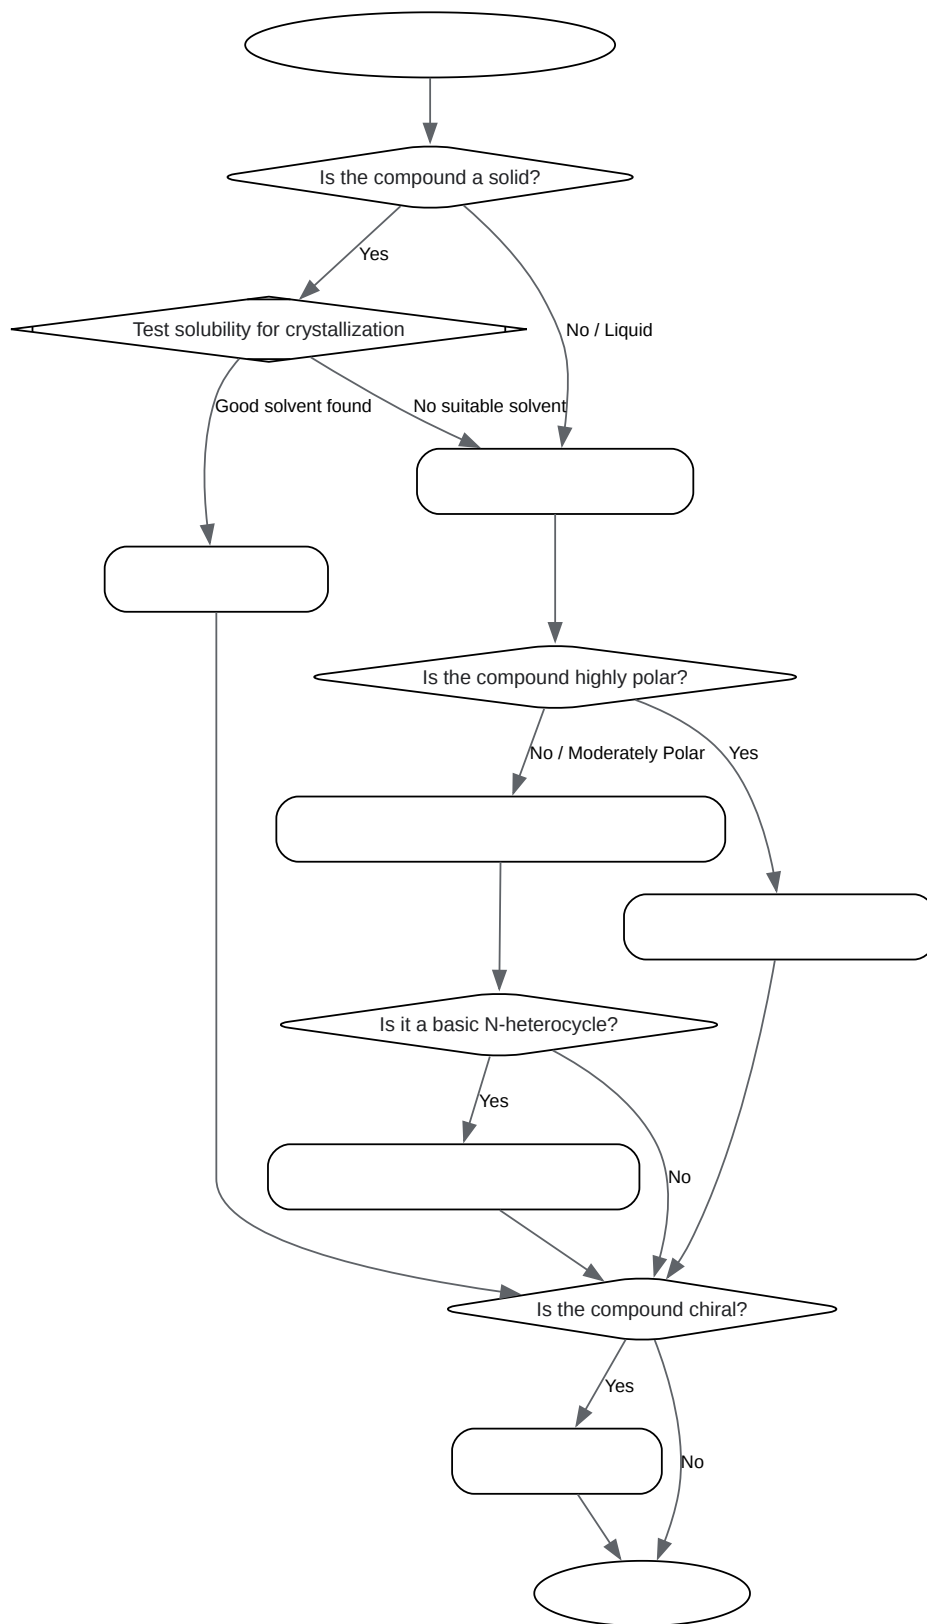 Is the compound a solid?
Yes
Test solubility for crystallization
No / Liquid
Good solvent found
No suitable solvent
Is the compound highly polar?
No / Moderately Polar
Yes
Is it a basic N-heterocycle?
Yes
No
Is the compound chiral?
Yes
No